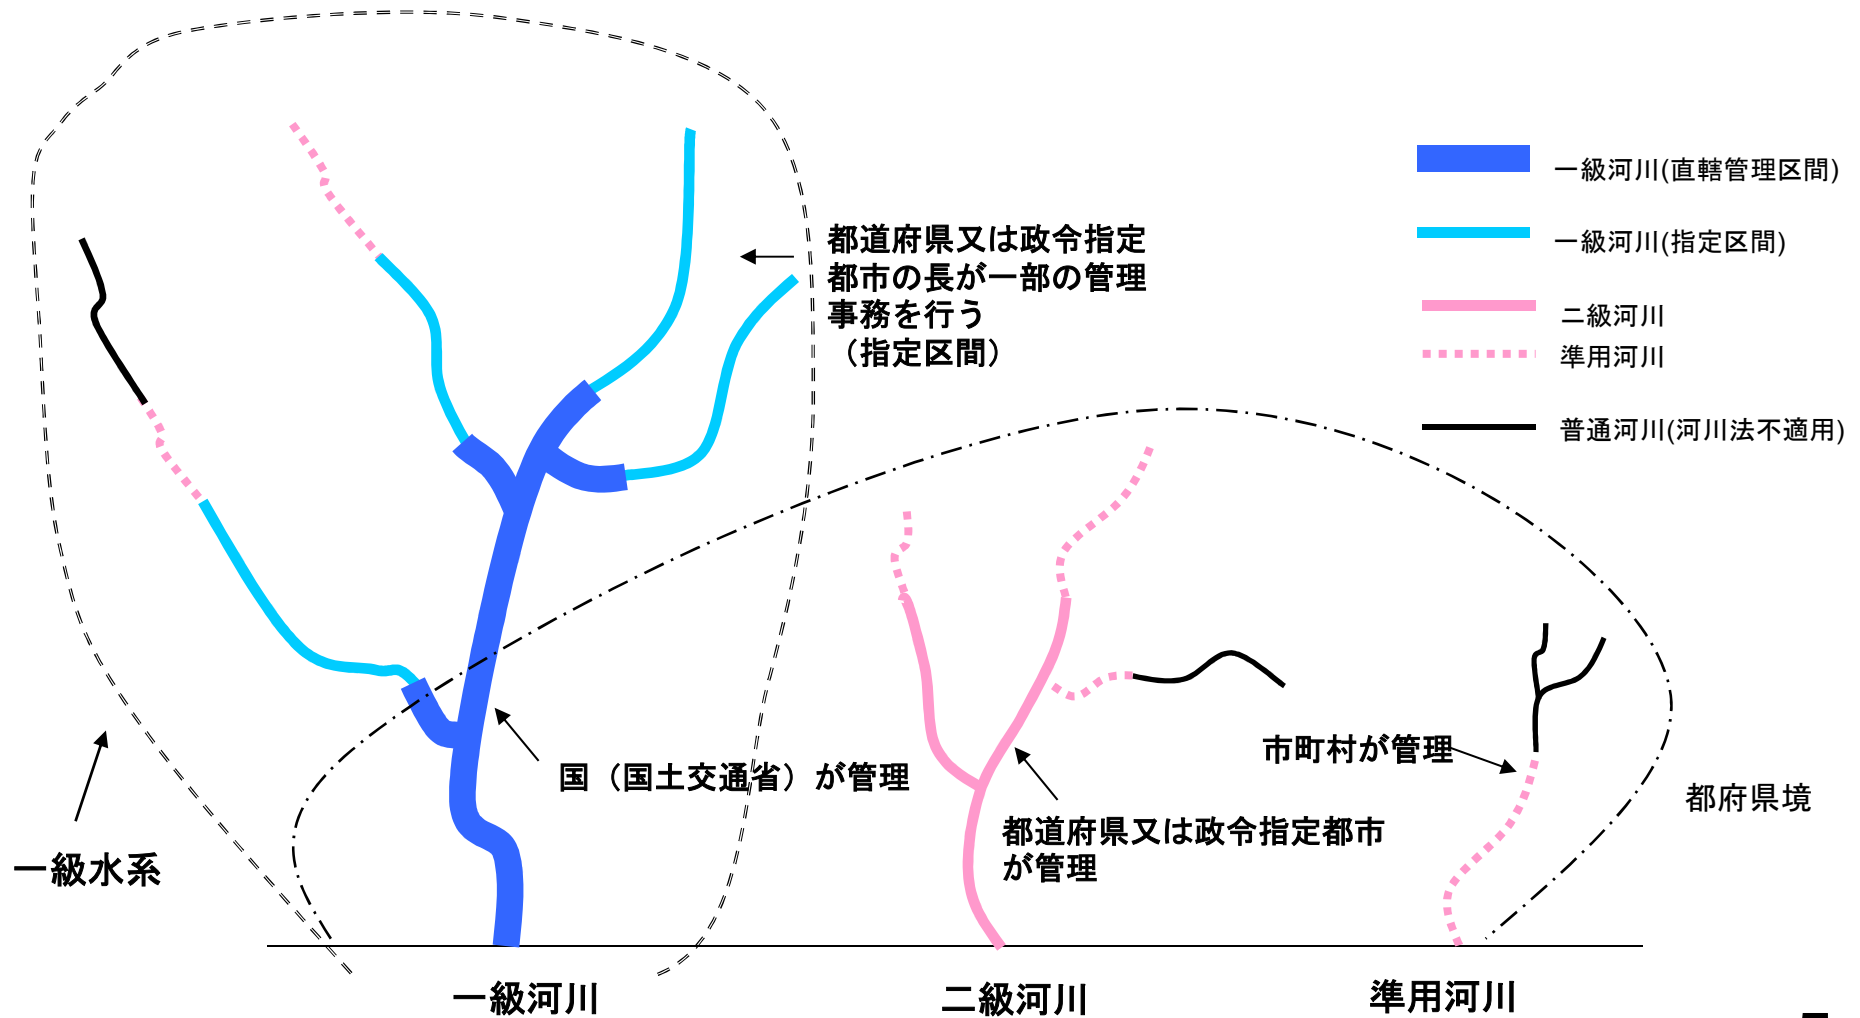 一級河川(直轄管理区間)
一級河川(指定区間)
二級河川
準用河川
普通河川(河川法不適用)
都道府県又は政令指定
都市の長が一部の管理
事務を行う
（指定区間）
国（国土交通省）が管理
市町村が管理
都府県境
都道府県又は政令指定都市
が管理
一級水系
一級河川
二級河川
準用河川